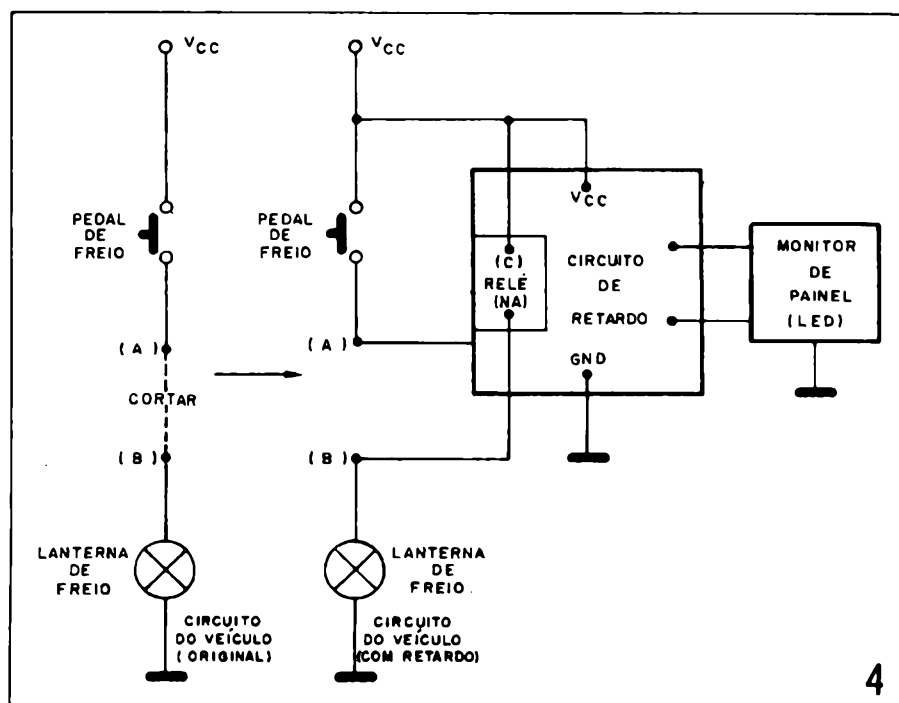 VCC
PEDAL
DE
FREIO
(A)
CORTAR
(B)
LANTERNA
DE
FREIO
CIRCUITO
DO VEÍCULO
(ORIGINAL)
VCC
PEDAL
DE
FREIO
(A)
(B)
LANTERNA
DE
FREIO
CIRCUITO
DO VEÍCULO
(COM RETARDO)
VCC
(C)
RELÉ
(NA)
CIRCUITO
DE
RETARDO
GND
MONITOR
DE
PAINEL
(LED)
4